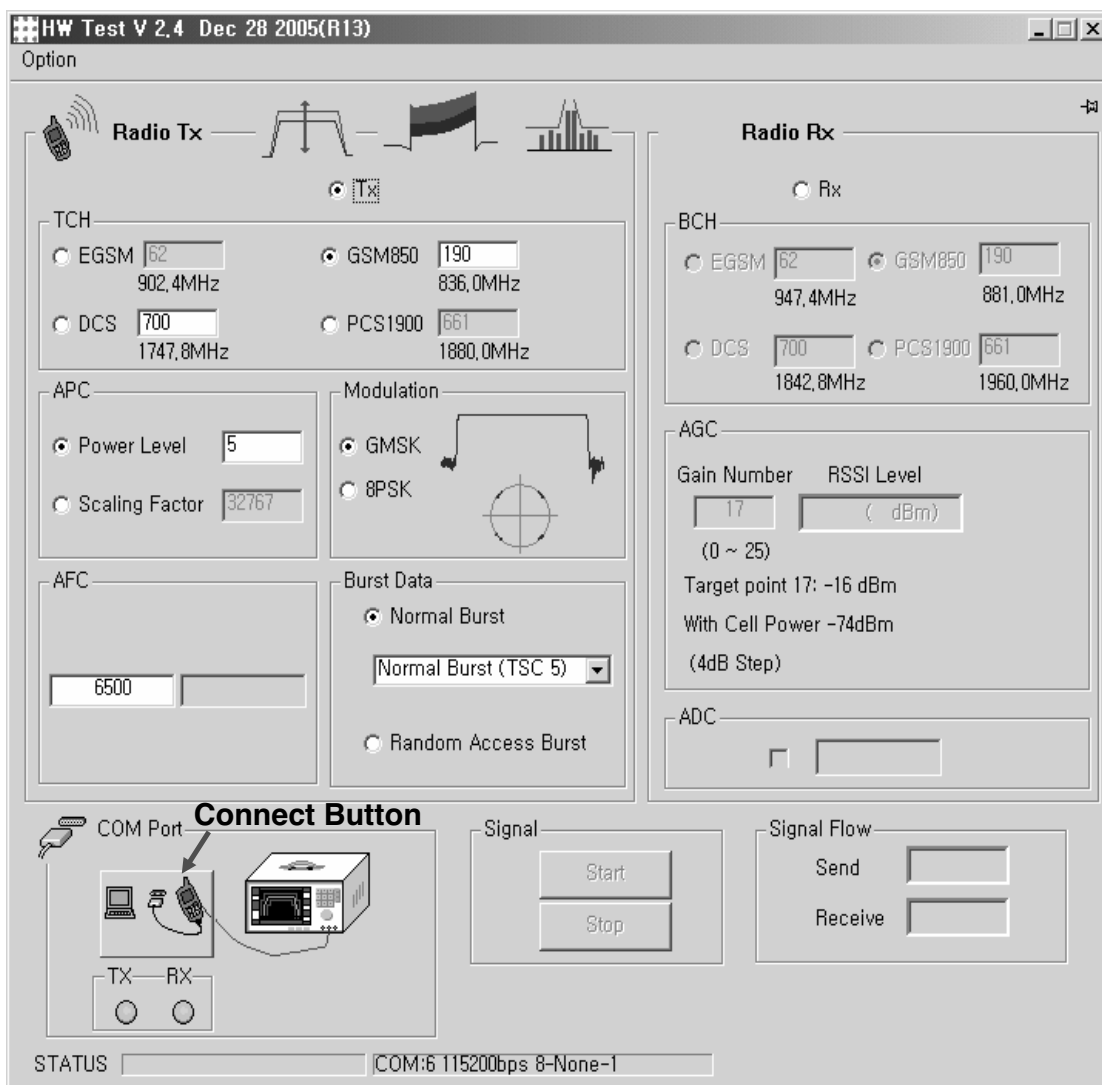 HW Test V 2,4 Dec 28 2005(R13)
Option
Radio Tx
Tx
TCH
EGSM 62
902,4MHz
GSM850 190
836,0MHz
DCS 700
1747,8MHz
PCS1900 661
1880,0MHz
APC
Power Level 5
Scaling Factor 32767
Modulation
GMSK
8PSK
AFC
6500
Burst Data
Normal Burst
Normal Burst (TSC 5)
Random Access Burst
Radio Rx
Rx
BCH
EGSM 62
947,4MHz
GSM850 190
881,0MHz
DCS 700
1842,8MHz
PCS1900 661
1960,0MHz
AGC
Gain Number RSSI Level
17 ( dBm)
(0 ~ 25)
Target point 17: -16 dBm
With Cell Power -74dBm
(4dB Step)
ADC
COM Port
Connect Button
TX RX
Signal
Start
Stop
Signal Flow
Send
Receive
STATUS COM:6 115200bps 8-None-1